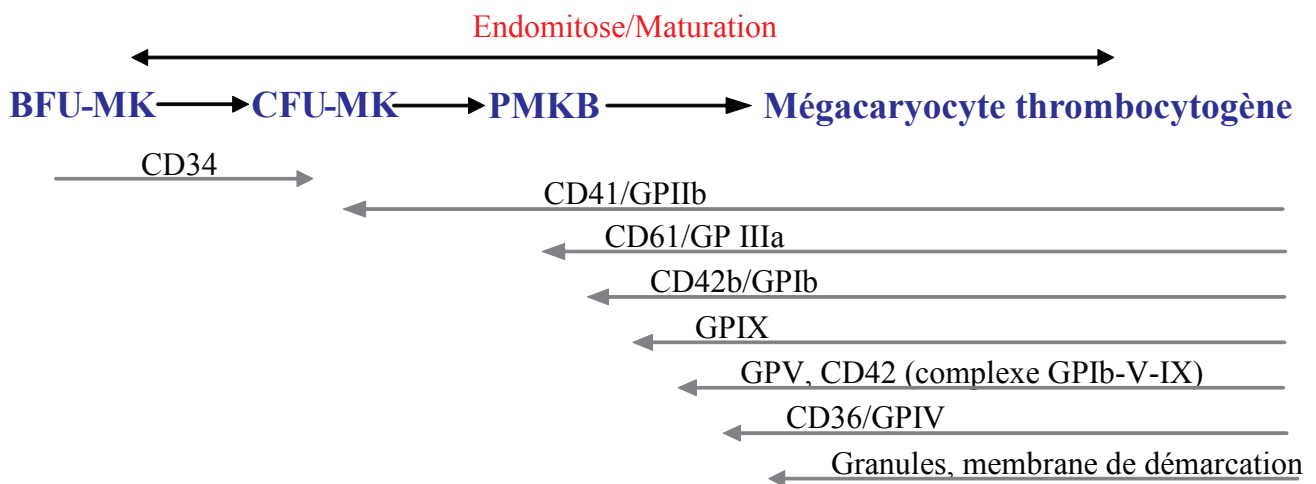 Endomitose/Maturation
BFU-MK CFU-MK PMKB Mégacaryocyte thrombocytogène
CD34
CD41/GPIIb
CD61/GP IIIa
CD42b/GPIb
GPIX
GPV, CD42 (complexe GPIb-V-IX)
CD36/GPIV
Granules, membrane de démarcation